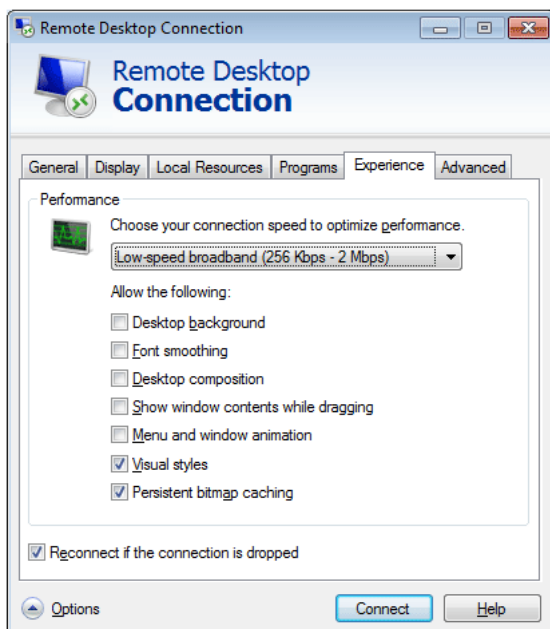 Remote Desktop Connection
Remote Desktop
Connection
General Display Local Resources Programs Experience Advanced
Performance
Choose your connection speed to optimize performance.
Low-speed broadband (256 Kbps - 2 Mbps)
Allow the following:
Desktop background
Font smoothing
Desktop composition
Show window contents while dragging
Menu and window animation
Visual styles
Persistent bitmap caching
Reconnect if the connection is dropped
Options Connect Help